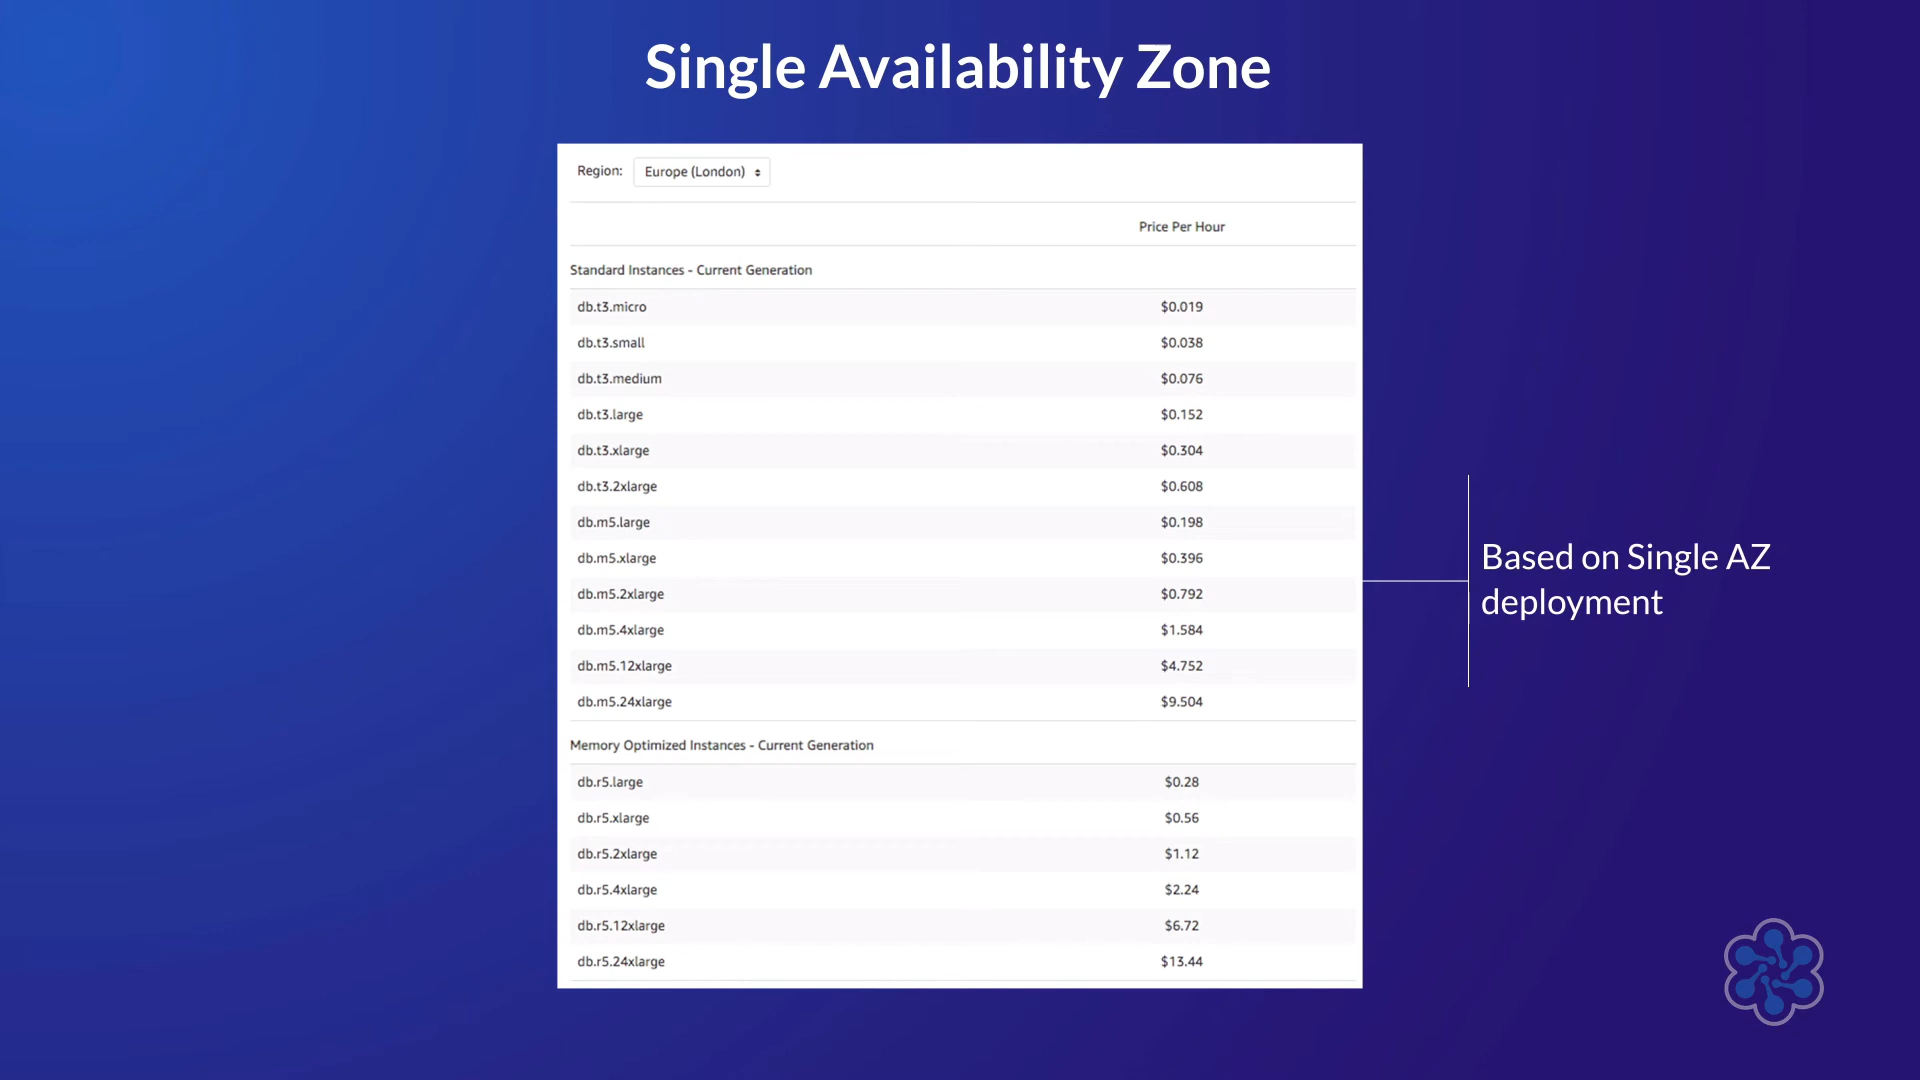 Single Availability Zone
Region: Europe (London)
Price Per Hour
Standard Instances - Current Generation
db.t3.micro $0.019
db.t3.small $0.038
db.t3.medium $0.076
db.t3.large $0.152
db.t3.xlarge $0.304
db.t3.2xlarge $0.608
db.m5.large $0.198
db.m5.xlarge $0.396
db.m5.2xlarge $0.792
db.m5.4xlarge $1.584
db.m5.12xlarge $4.752
db.m5.24xlarge $9.504
Memory Optimized Instances - Current Generation
db.r5.large $0.28
db.r5.xlarge $0.56
db.r5.2xlarge $1.12
db.r5.4xlarge $2.24
db.r5.12xlarge $6.72
db.r5.24xlarge $13.44
Based on Single AZ
deployment